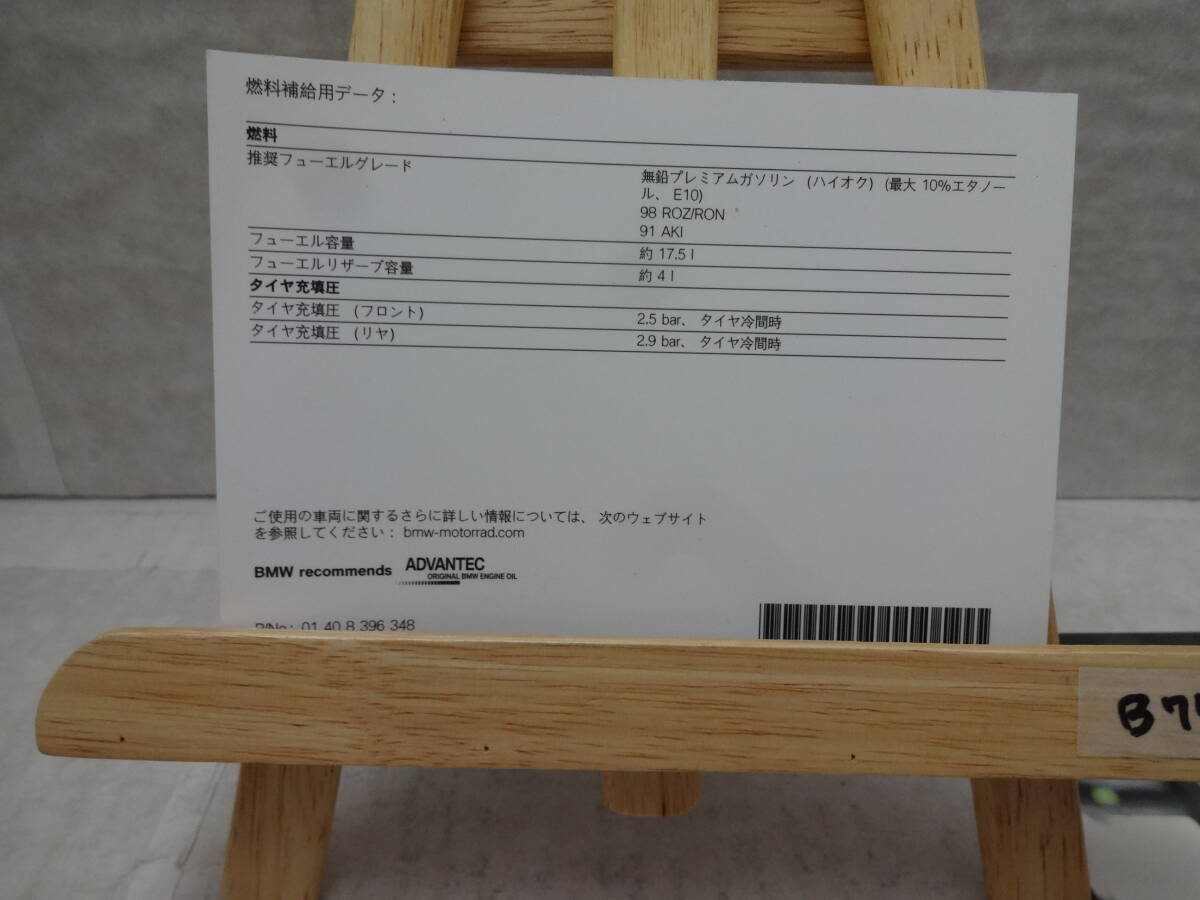 燃料補給用データ：
燃料
推奨フューエルグレード
無鉛プレミアムガソリン (ハイオク) (最大 10%エタノー
ル、 E10)
98 ROZ/RON
91 AKI
フューエル容量
約 17.5 l
フューエルリザーブ容量
約 4 l
タイヤ充填圧
タイヤ充填圧 (フロント)
2.5 bar、 タイヤ冷間時
タイヤ充填圧 (リヤ)
2.9 bar、 タイヤ冷間時
ご使用の車両に関するさらに詳しい情報については、 次のウェブサイト
を参照してください： bmw-motorrad.com
BMW recommends
ADVANTEC
ORIGINAL BMW ENGINE OIL
01 40 8 396 348